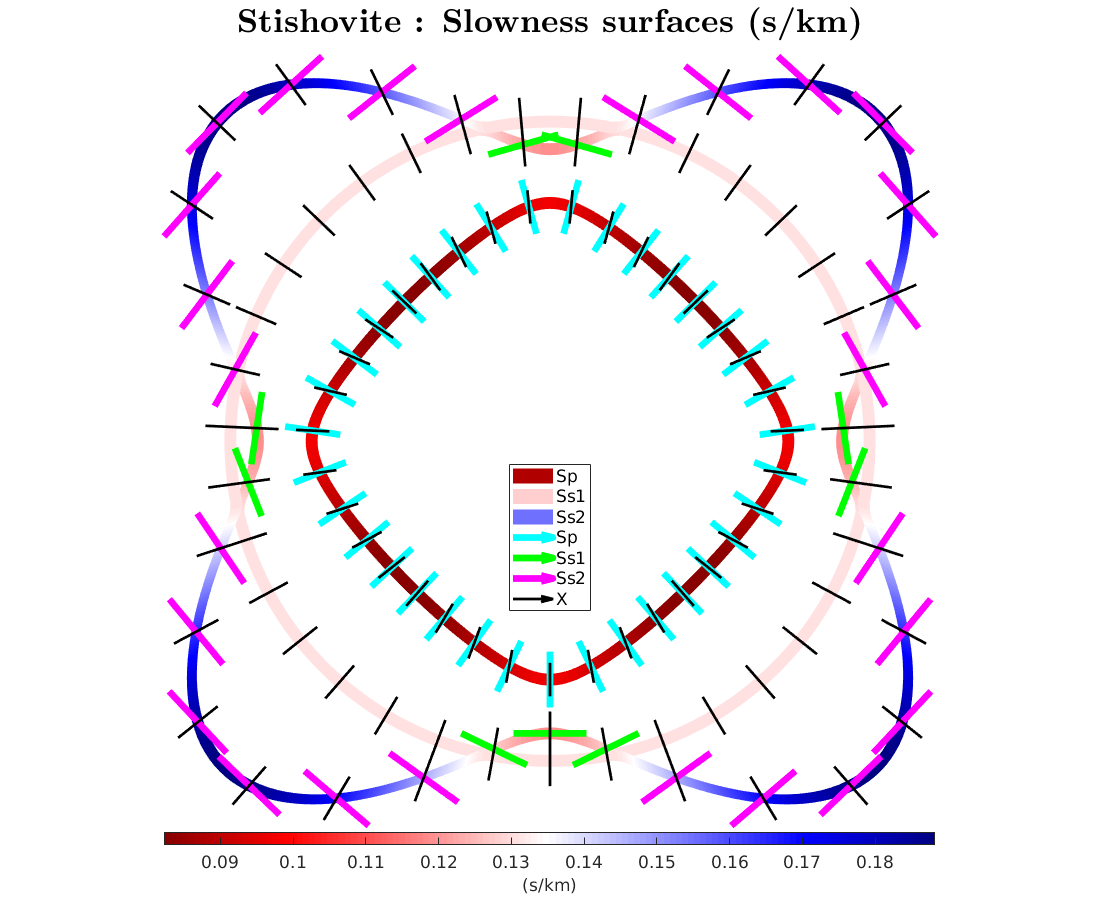 Stishovite : Slowness surfaces (s/km)
Sp
Ss1
Ss2
Sp
Ss1
Ss2
X
0.09 0.1 0.11 0.12 0.13 0.14 0.15 0.16 0.17 0.18
(s/km)